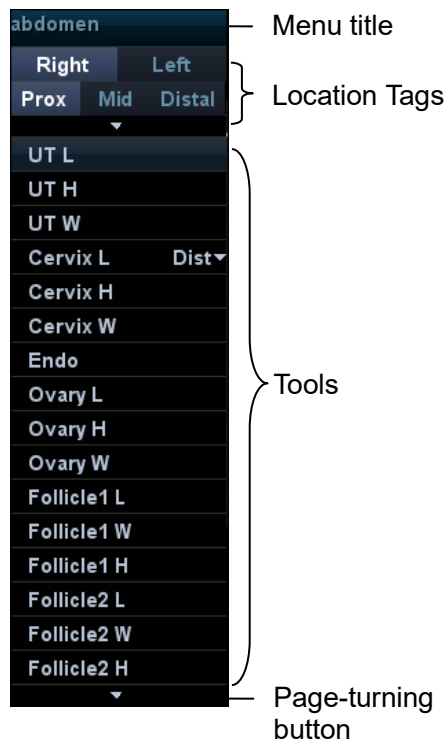 abdomen
Menu title
Right Left
Location Tags
Prox Mid Distal
UT L
UT H
UT W
Cervix L Dist
Cervix H
Cervix W
Endo
Tools
Ovary L
Ovary H
Ovary W
Follicle1 L
Follicle1 W
Follicle1 H
Follicle2 L
Follicle2 W
Follicle2 H
Page-turning
button